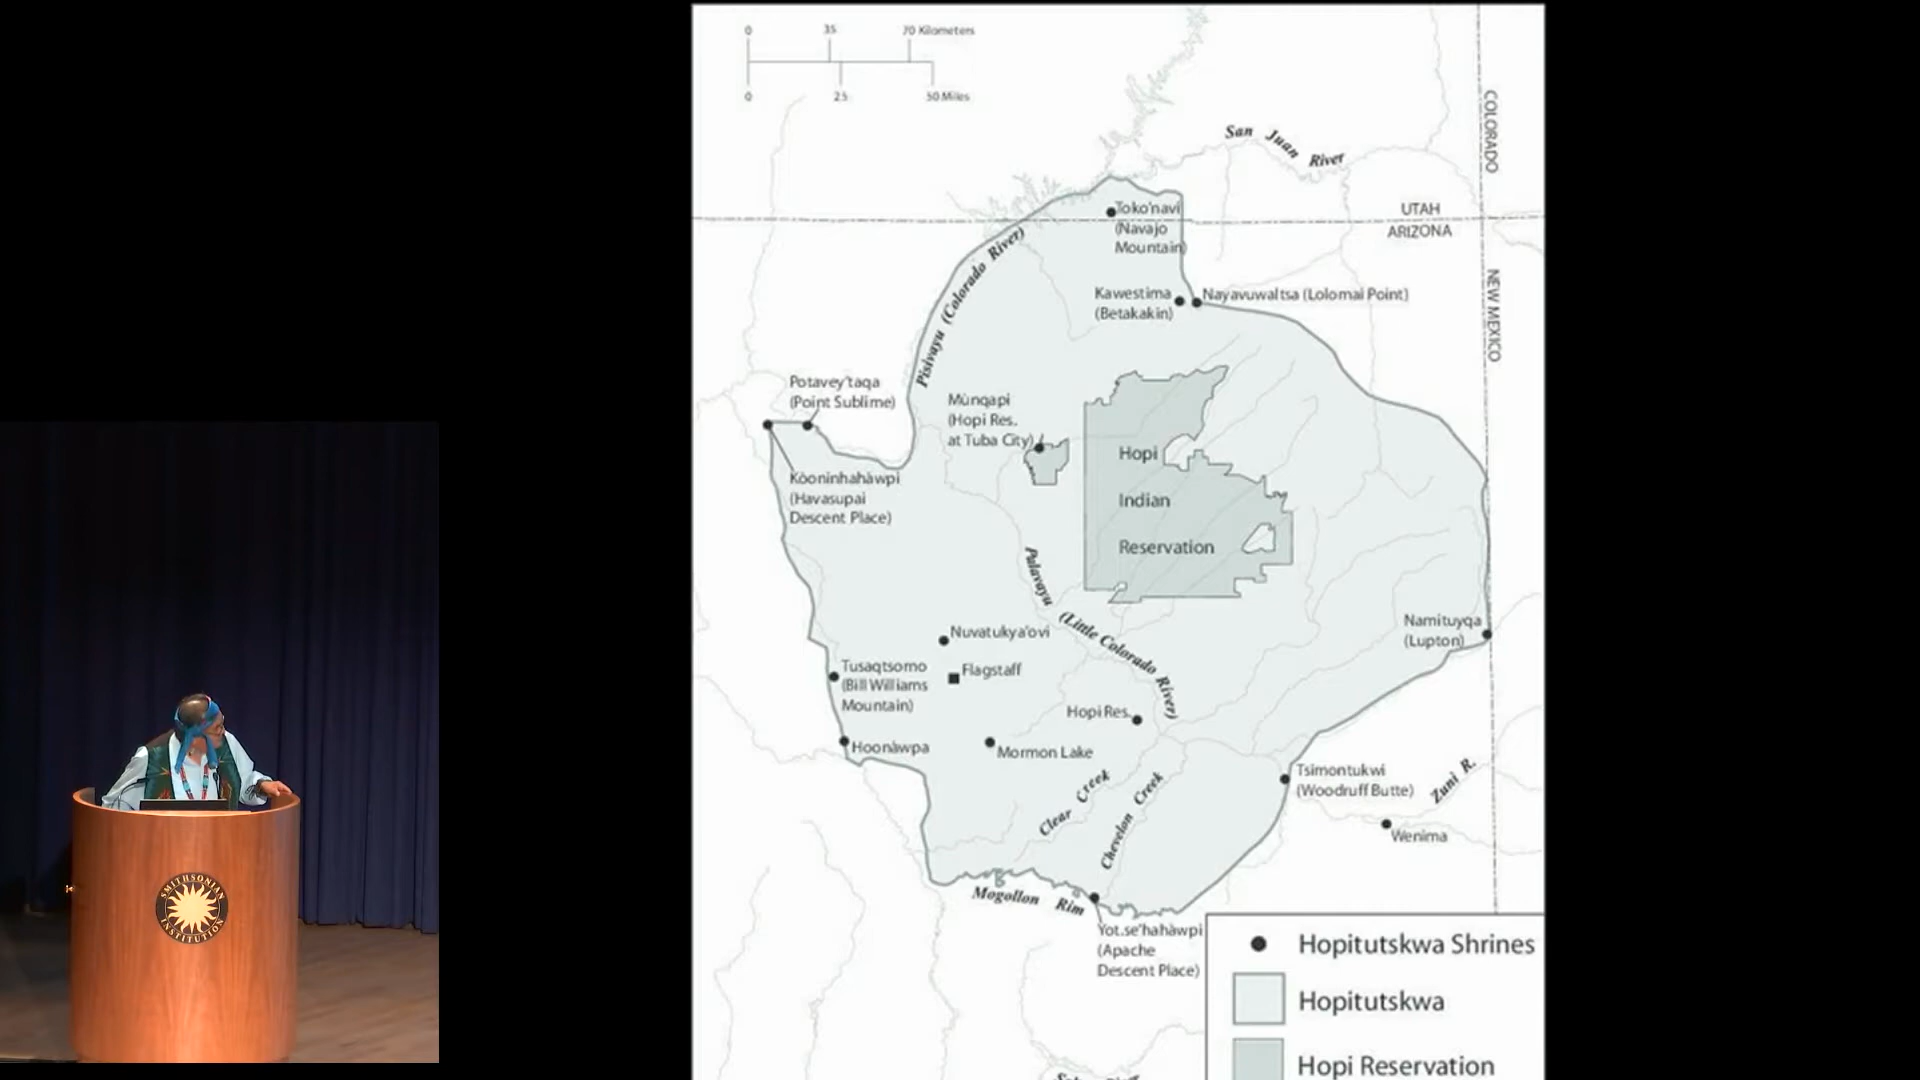 0 35 70 Kilometers
0 25 50 Miles
San Juan River
COLORADO
UTAH
ARIZONA
NEW MEXICO
Toko'navi
(Navajo
Mountain)
Pisivayu (Colorado River)
Kawestima
(Betakakin)
Nayavuwaltsa (Lolomai Point)
Potavey'taqa
(Point Sublime)
Mùnqapi
(Hopi Res.
at Tuba City)
Hopi
Indian
Reservation
Kòoninhahàwpi
(Havasupai
Descent Place)
Palavayu (Little Colorado River)
Namituyqa
(Lupton)
Nuvatukya'ovi
Tusaqtsomo
(Bill Williams
Mountain)
Flagstaff
Hopi Res.
Hoonàwpa
Mormon Lake
Clear Creek
Chevelon Creek
Tsimontukwi
(Woodruff Butte)
Zuni R.
Wenima
Mogollon Rim
Yot.se'hahàwpi
(Apache
Descent Place)
Hopitutskwa Shrines
Hopitutskwa
Hopi Reservation
SMITHSONIAN
INSTITUTION